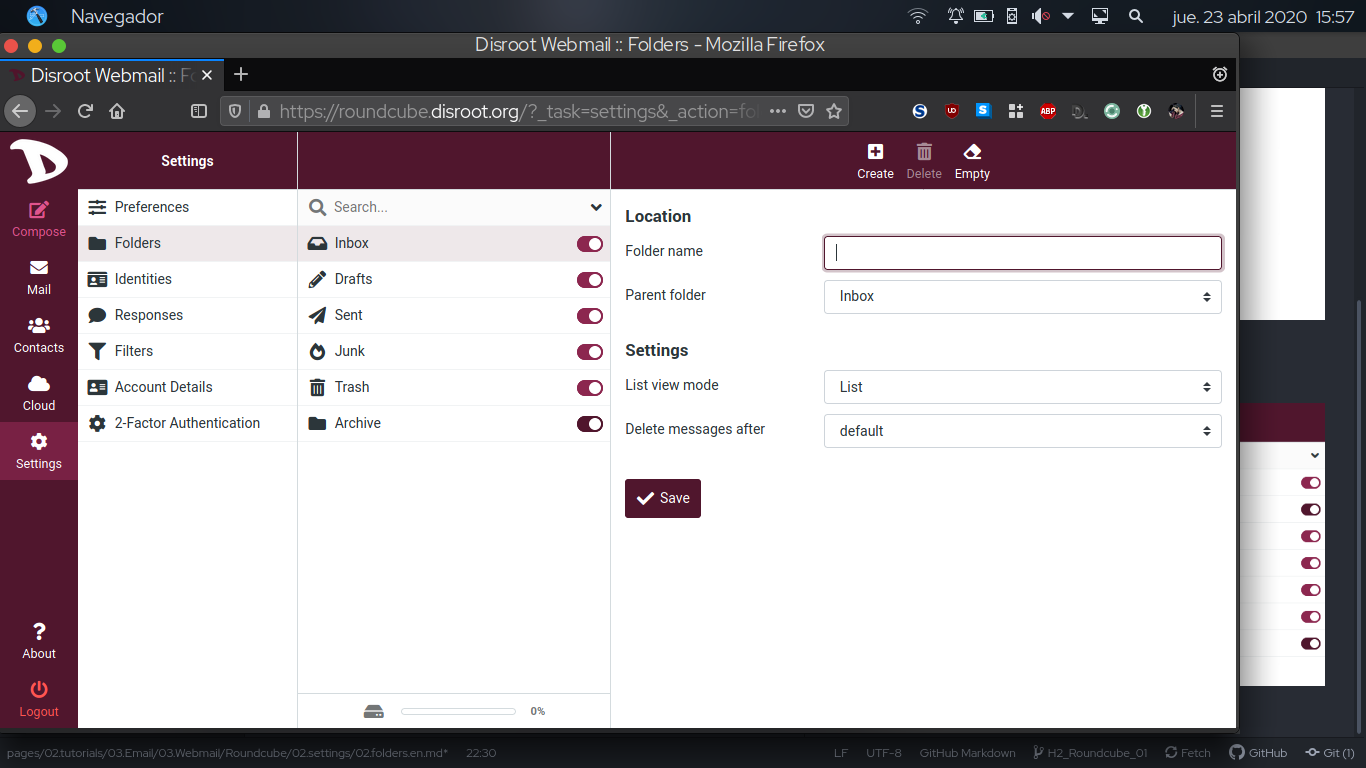 Navegador
jue. 23 abril 2020 15:57
Disroot Webmail :: Folders - Mozilla Firefox
Disroot Webmail :: Fo
https://roundcube.disroot.org/?_task=settings&_action=fol
S
UO
S
ABP
Settings
Create
Delete
Empty
Compose
Mail
Contacts
Cloud
Settings
About
Logout
Preferences
Folders
Identities
Responses
Filters
Account Details
2-Factor Authentication
Search...
Inbox
Drafts
Sent
Junk
Trash
Archive
0%
Location
Folder name
Parent folder
Inbox
Settings
List view mode
List
Delete messages after
default
Save
pages/02.tutorials/03.Email/03.Webmail/Roundcube/02.settings/02.folders.en.md*
22:30
LF
UTF-8
GitHub Markdown
H2_Roundcube_01
Fetch
GitHub
Git (1)